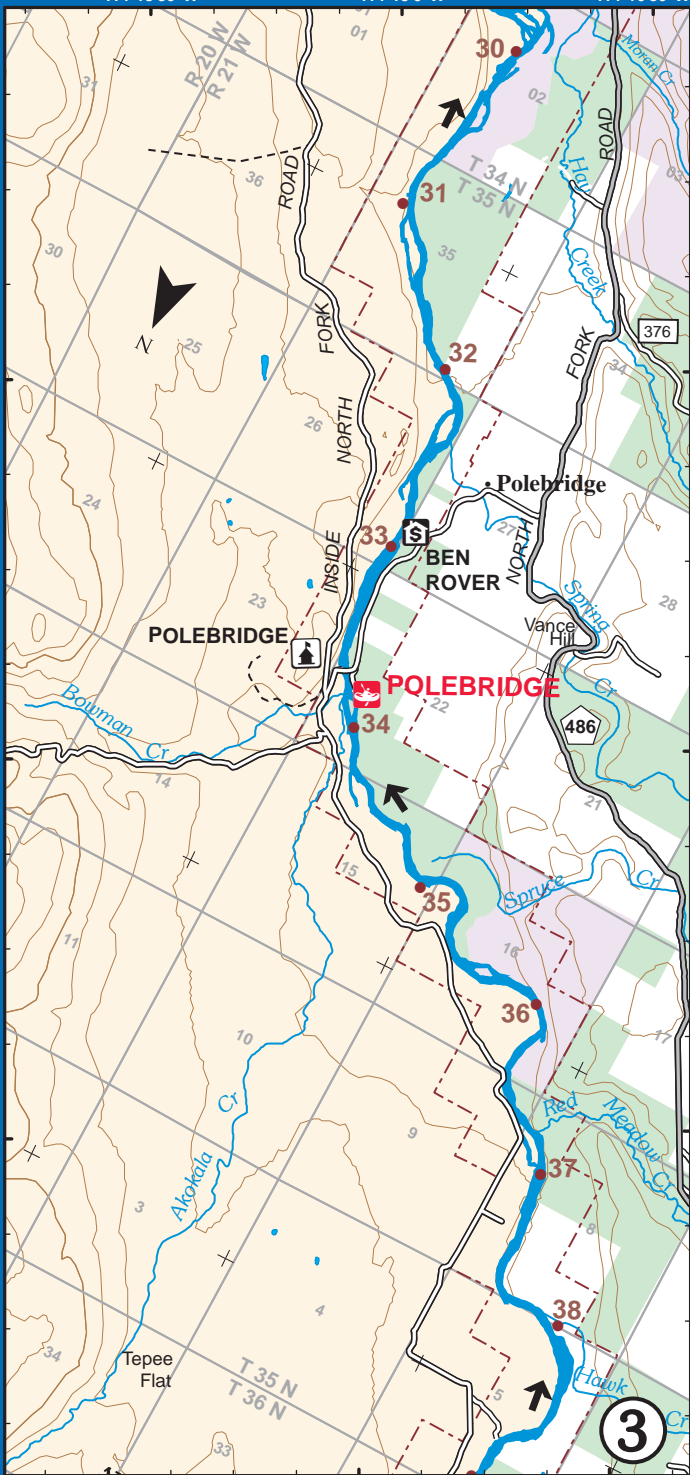 01
30
Moran Cr
R 20 W
R 21 W
31
02
ROAD
ROAD
36
T 34 N
T 35 N
Hay
Creek
03
31
30
35
376
N
25
FORK
32
FORK
34
26
NORTH
Polebridge
24
27
33
$
BEN
ROVER
NORTH
INSIDE
23
28
Spring
Cr
Vance
Hill
POLEBRIDGE
POLEBRIDGE
22
Bowman
Cr
34
486
14
21
15
35
Spruce
Cr
11
16
36
10
17
Akokala
Cr
9
Red
Meadow
Cr
37
3
8
4
38
34
Tepee
Flat
T 35 N
T 36 N
5
Hawk
Cr
33
3